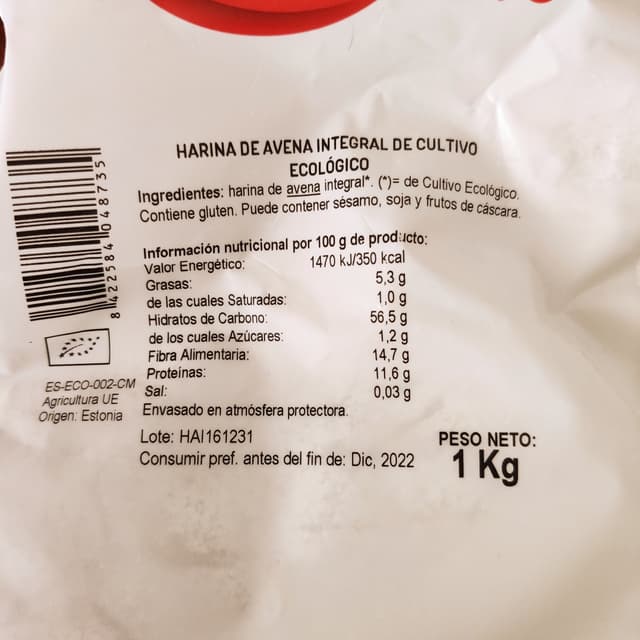 HARINA DE AVENA INTEGRAL DE CULTIVO
ECOLÓGICO
Ingredientes: harina de avena integral*. (*)= de Cultivo Ecológico.
Contiene gluten. Puede contener sésamo, soja y frutos de cáscara.
Información nutricional por 100 g de producto:
Valor Energético: 1470 kJ/350 kcal
Grasas: 5,3 g
de las cuales Saturadas: 1,0 g
Hidratos de Carbono: 56,5 g
de los cuales Azúcares: 1,2 g
Fibra Alimentaria: 14,7 g
Proteínas: 11,6 g
Sal: 0,03 g
Envasado en atmósfera protectora.
Lote: HAI161231
Consumir pref. antes del fin de: Dic, 2022
PESO NETO:
1 Kg
8 422584 048735
ES-ECO-002-CM
Agricultura UE
Origen: Estonia